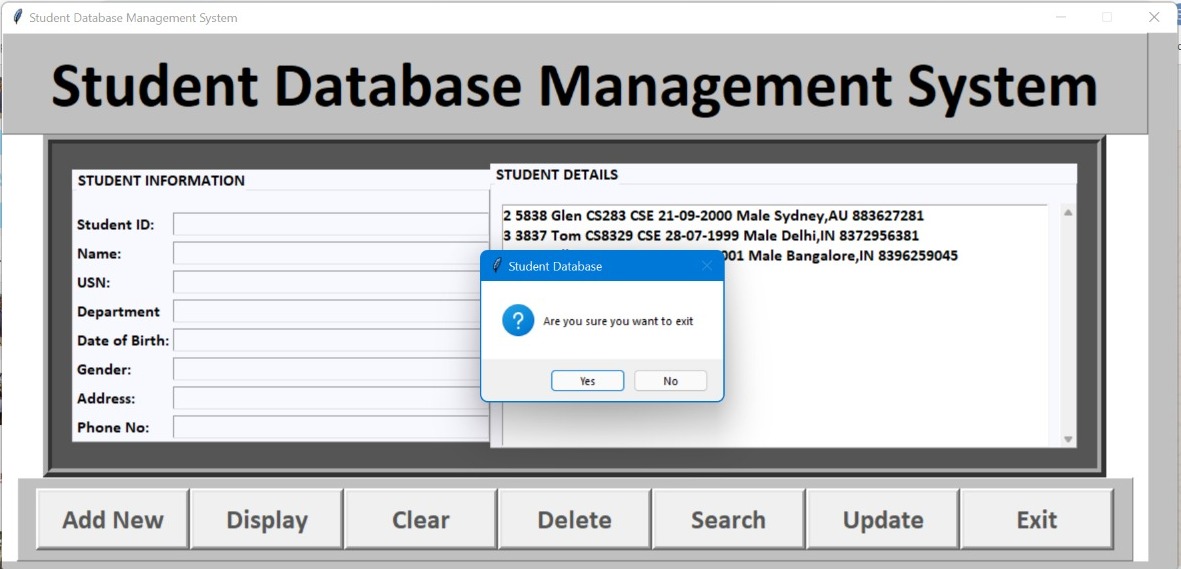 Student Database Management System
Student Database Management System
STUDENT INFORMATION
Student ID:
Name:
USN:
Department
Date of Birth:
Gender:
Address:
Phone No:
STUDENT DETAILS
2 5838 Glen CS283 CSE 21-09-2000 Male Sydney,AU 883627281
3 3837 Tom CS8329 CSE 28-07-1999 Male Delhi,IN 8372956381
001 Male Bangalore,IN 8396259045
Student Database
Are you sure you want to exit
Yes No
Add New Display Clear Delete Search Update Exit